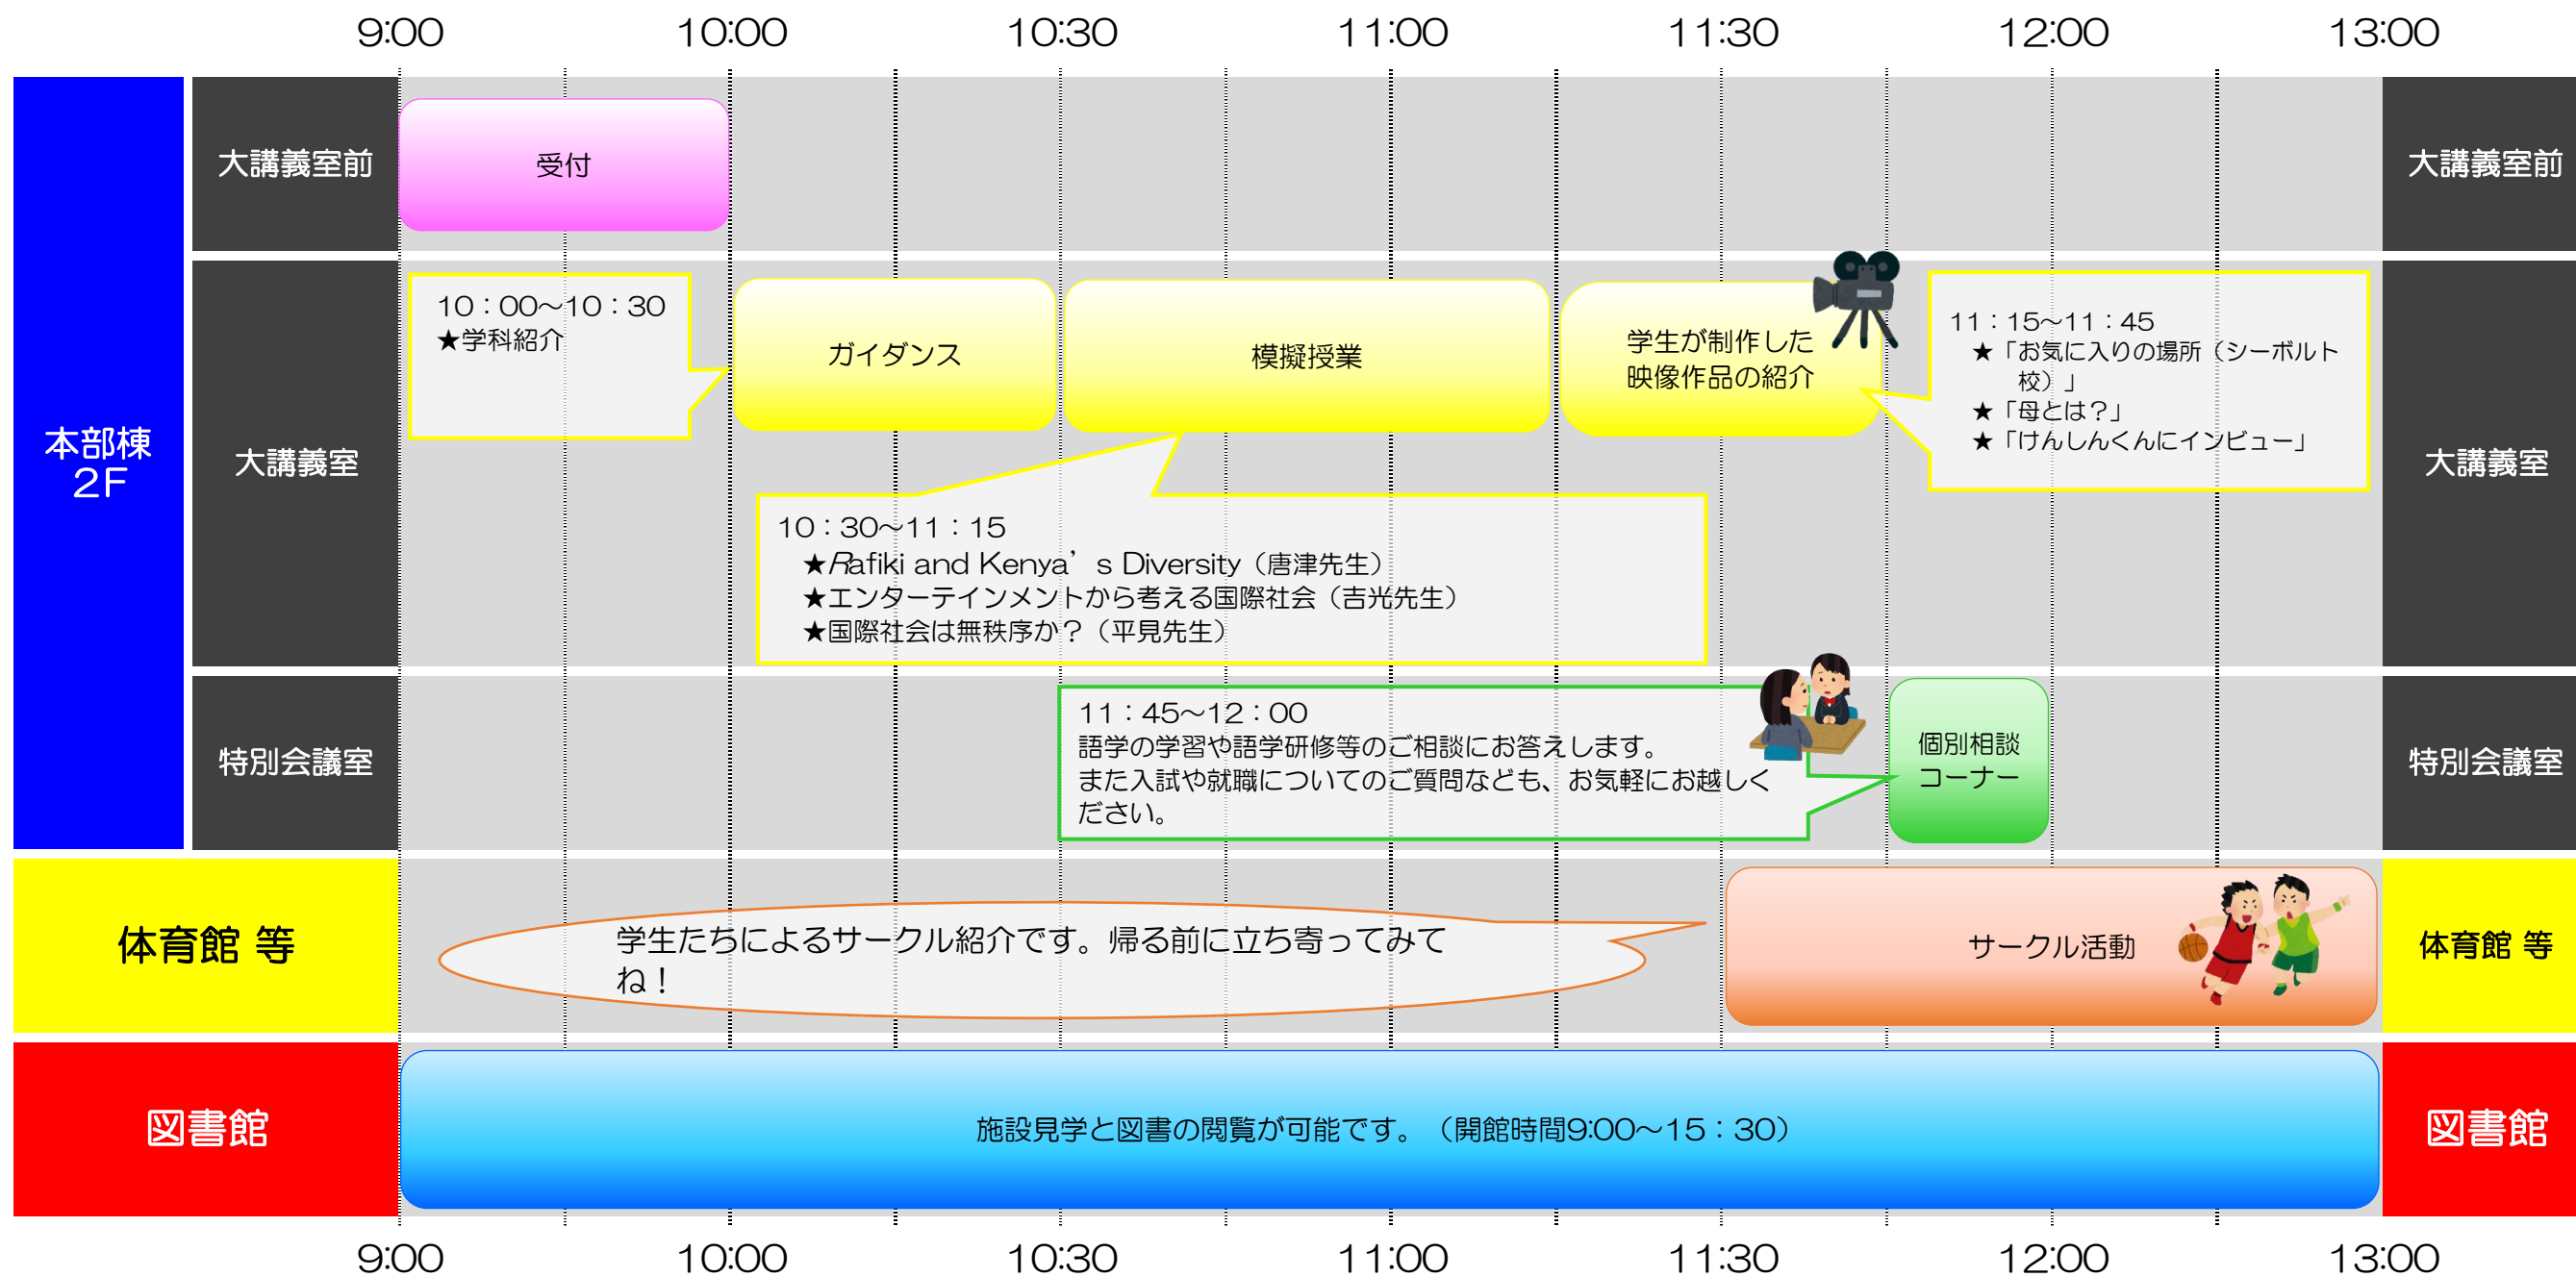 9:00 10:00 10:30 11:00 11:30 12:00 13:00
本部棟
2F
大講義室前
受付
大講義室前
大講義室
10：00～10：30
★学科紹介
ガイダンス
模擬授業
学生が制作した
映像作品の紹介
11：15～11：45
★「お気に入りの場所（シーボルト
校）」
★「母とは？」
★「けんしんくんにインビュー」
大講義室
10：30～11：15
★Rafiki and Kenya’s Diversity（唐津先生）
★エンターテインメントから考える国際社会（吉光先生）
★国際社会は無秩序か？（平見先生）
特別会議室
11：45～12：00
語学の学習や語学研修等のご相談にお答えします。
また入試や就職についてのご質問なども、お気軽にお越しく
ださい。
個別相談
コーナー
特別会議室
体育館 等
学生たちによるサークル紹介です。帰る前に立ち寄ってみて
ね！
サークル活動
体育館 等
図書館
施設見学と図書の閲覧が可能です。（開館時間9:00～15：30）
図書館
9:00 10:00 10:30 11:00 11:30 12:00 13:00